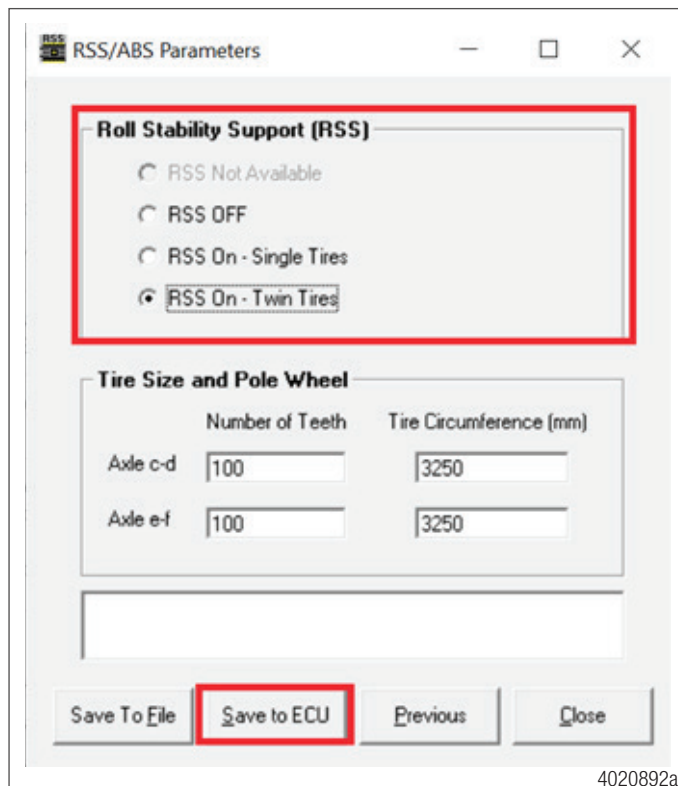 RSS RSS/ABS Parameters
Roll Stability Support (RSS)
RSS Not Available
RSS OFF
RSS On - Single Tires
RSS On - Twin Tires
Tire Size and Pole Wheel
Number of Teeth Tire Circumference (mm)
Axle c-d 100 3250
Axle e-f 100 3250
Save To File Save to ECU Previous Close
4020892a